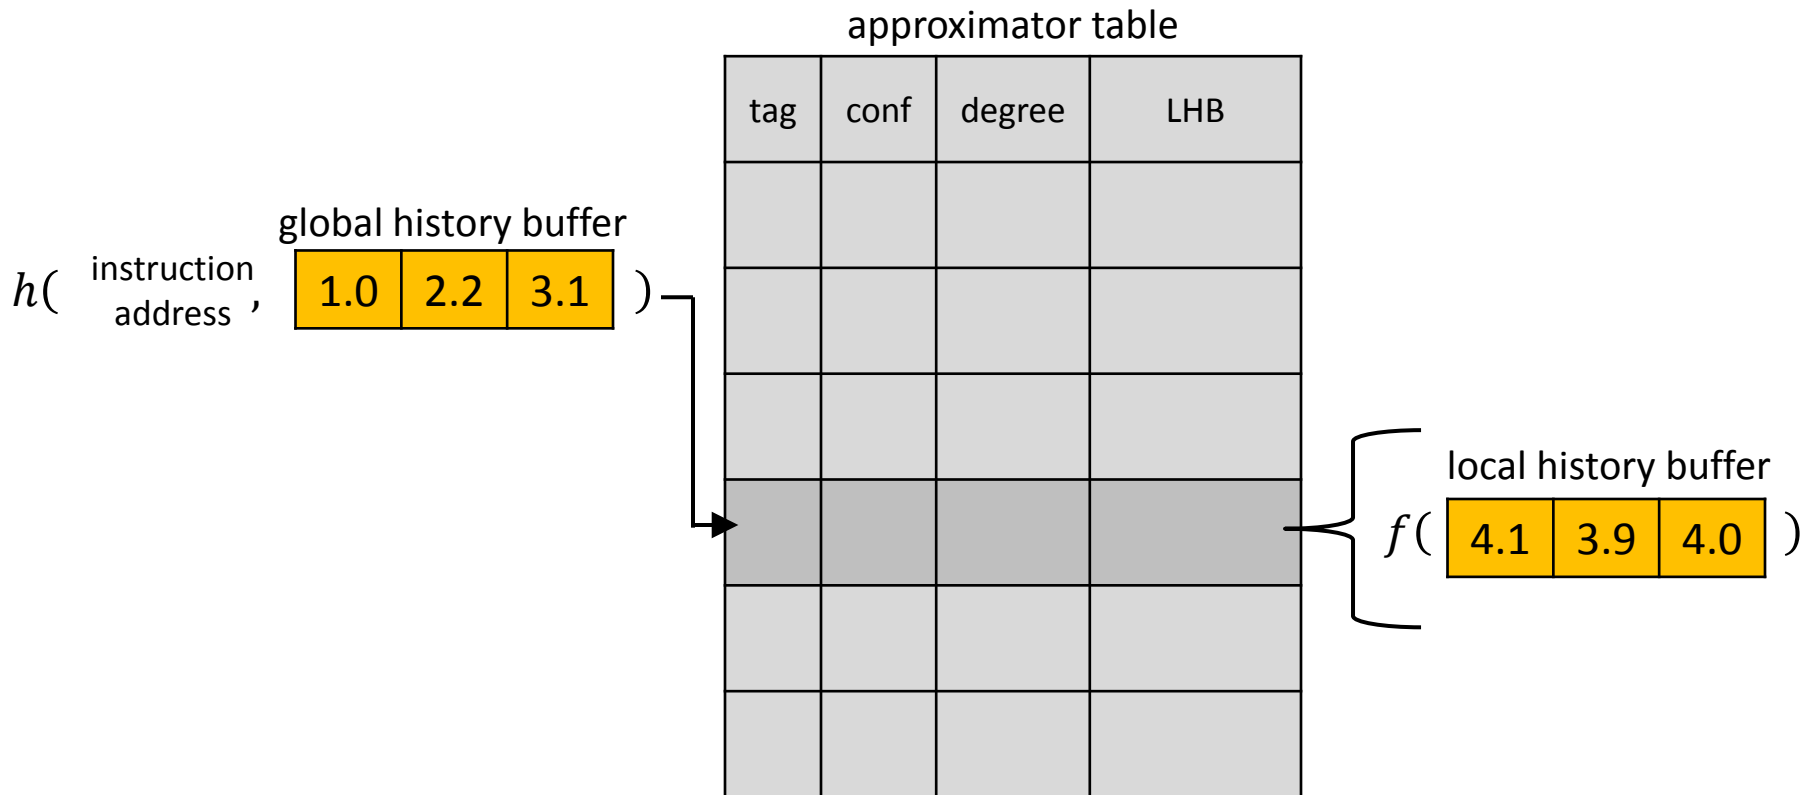 approximator table
tag conf degree LHB
global history buffer
h( instruction address, 1.0 2.2 3.1 )
local history buffer
f( 4.1 3.9 4.0 )